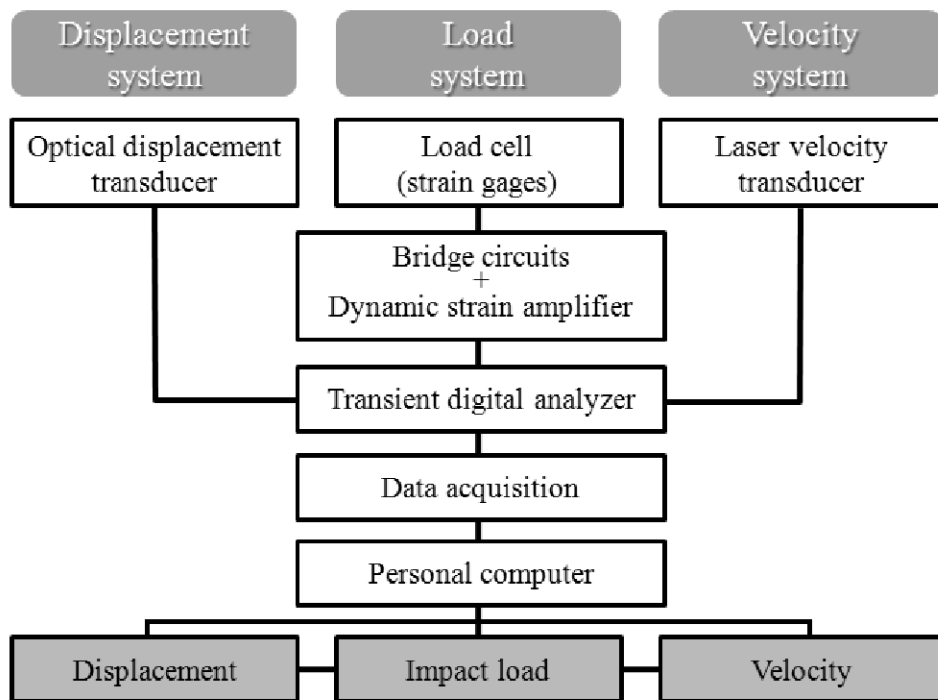 Displacement
system
Load
system
Velocity
system
Optical displacement
transducer
Load cell
(strain gages)
Laser velocity
transducer
Bridge circuits
+
Dynamic strain amplifier
Transient digital analyzer
Data acquisition
Personal computer
Displacement
Impact load
Velocity